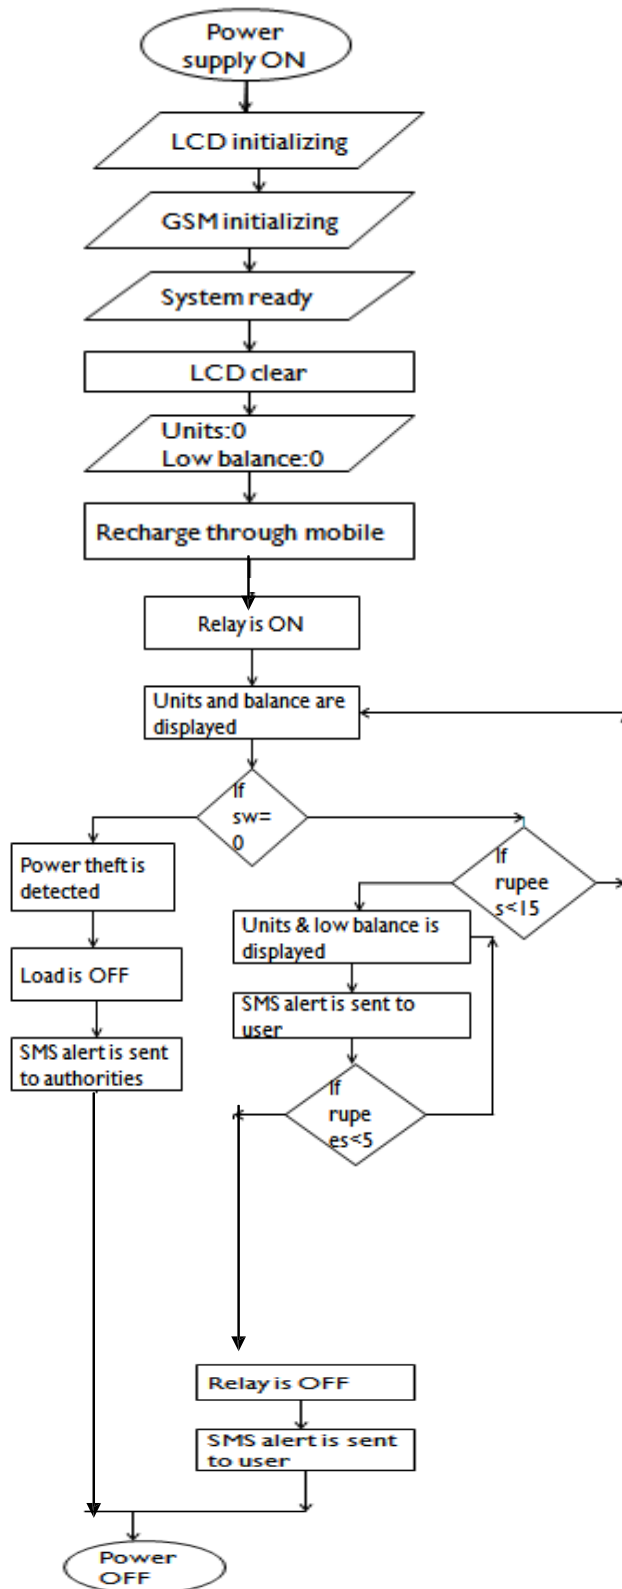 Power
supply ON
LCD initializing
GSM initializing
System ready
LCD clear
Units:0
Low balance:0
Recharge through mobile
Relay is ON
Units and balance are
displayed
If
sw=
0
Power theft is
detected
Load is OFF
SMS alert is sent
to authorities
If
rupee
s<15
Units & low balance is
displayed
SMS alert is sent to
user
If
rupe
es<5
Relay is OFF
SMS alert is sent
to user
Power
OFF